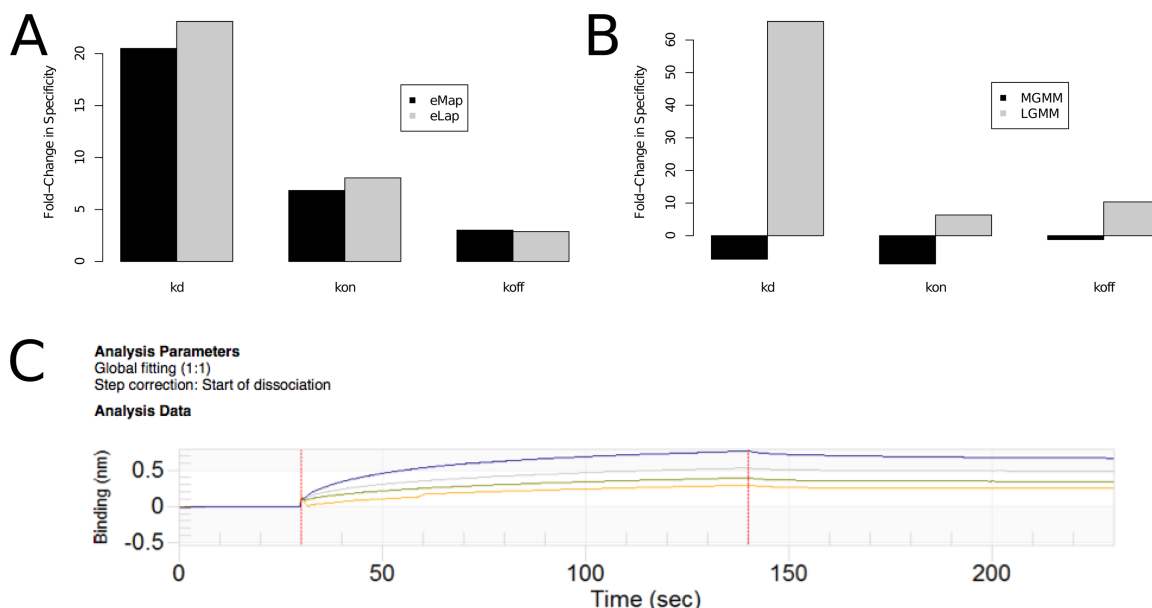 A
Fold−Change in Specificity
20
15
10
5
0
eMap
eLap
kd
kon
koff
B
Fold−Change in Specificity
60
50
40
30
20
10
0
MGMM
LGMM
kd
kon
koff
C
Analysis Parameters
Global fitting (1:1)
Step correction: Start of dissociation
Analysis Data
Binding (nm)
0.5
0
-0.5
0
50
100
150
200
Time (sec)